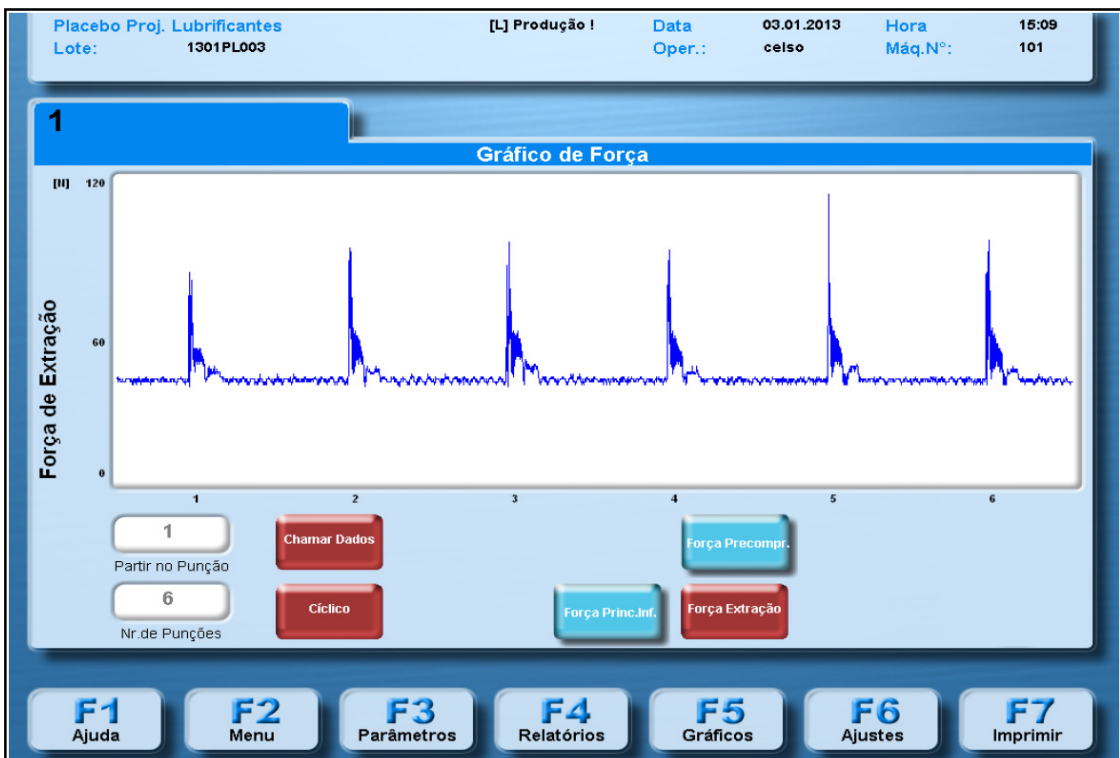 Placebo Proj. Lubrificantes [L] Produção ! Data 03.01.2013 Hora 15:09
Lote: 1301PL003 Oper.: celso Máq.N°: 101
1
Gráfico de Força
[N] 120
60
0
Força de Extração
1 2 3 4 5 6
1
Chamar Dados
Força Precompr.
Partir no Punção
6
Cíclico
Força Princ.Inf.
Força Extração
Nr.de Punções
F1 F2 F3 F4 F5 F6 F7
Ajuda Menu Parâmetros Relatórios Gráficos Ajustes Imprimir